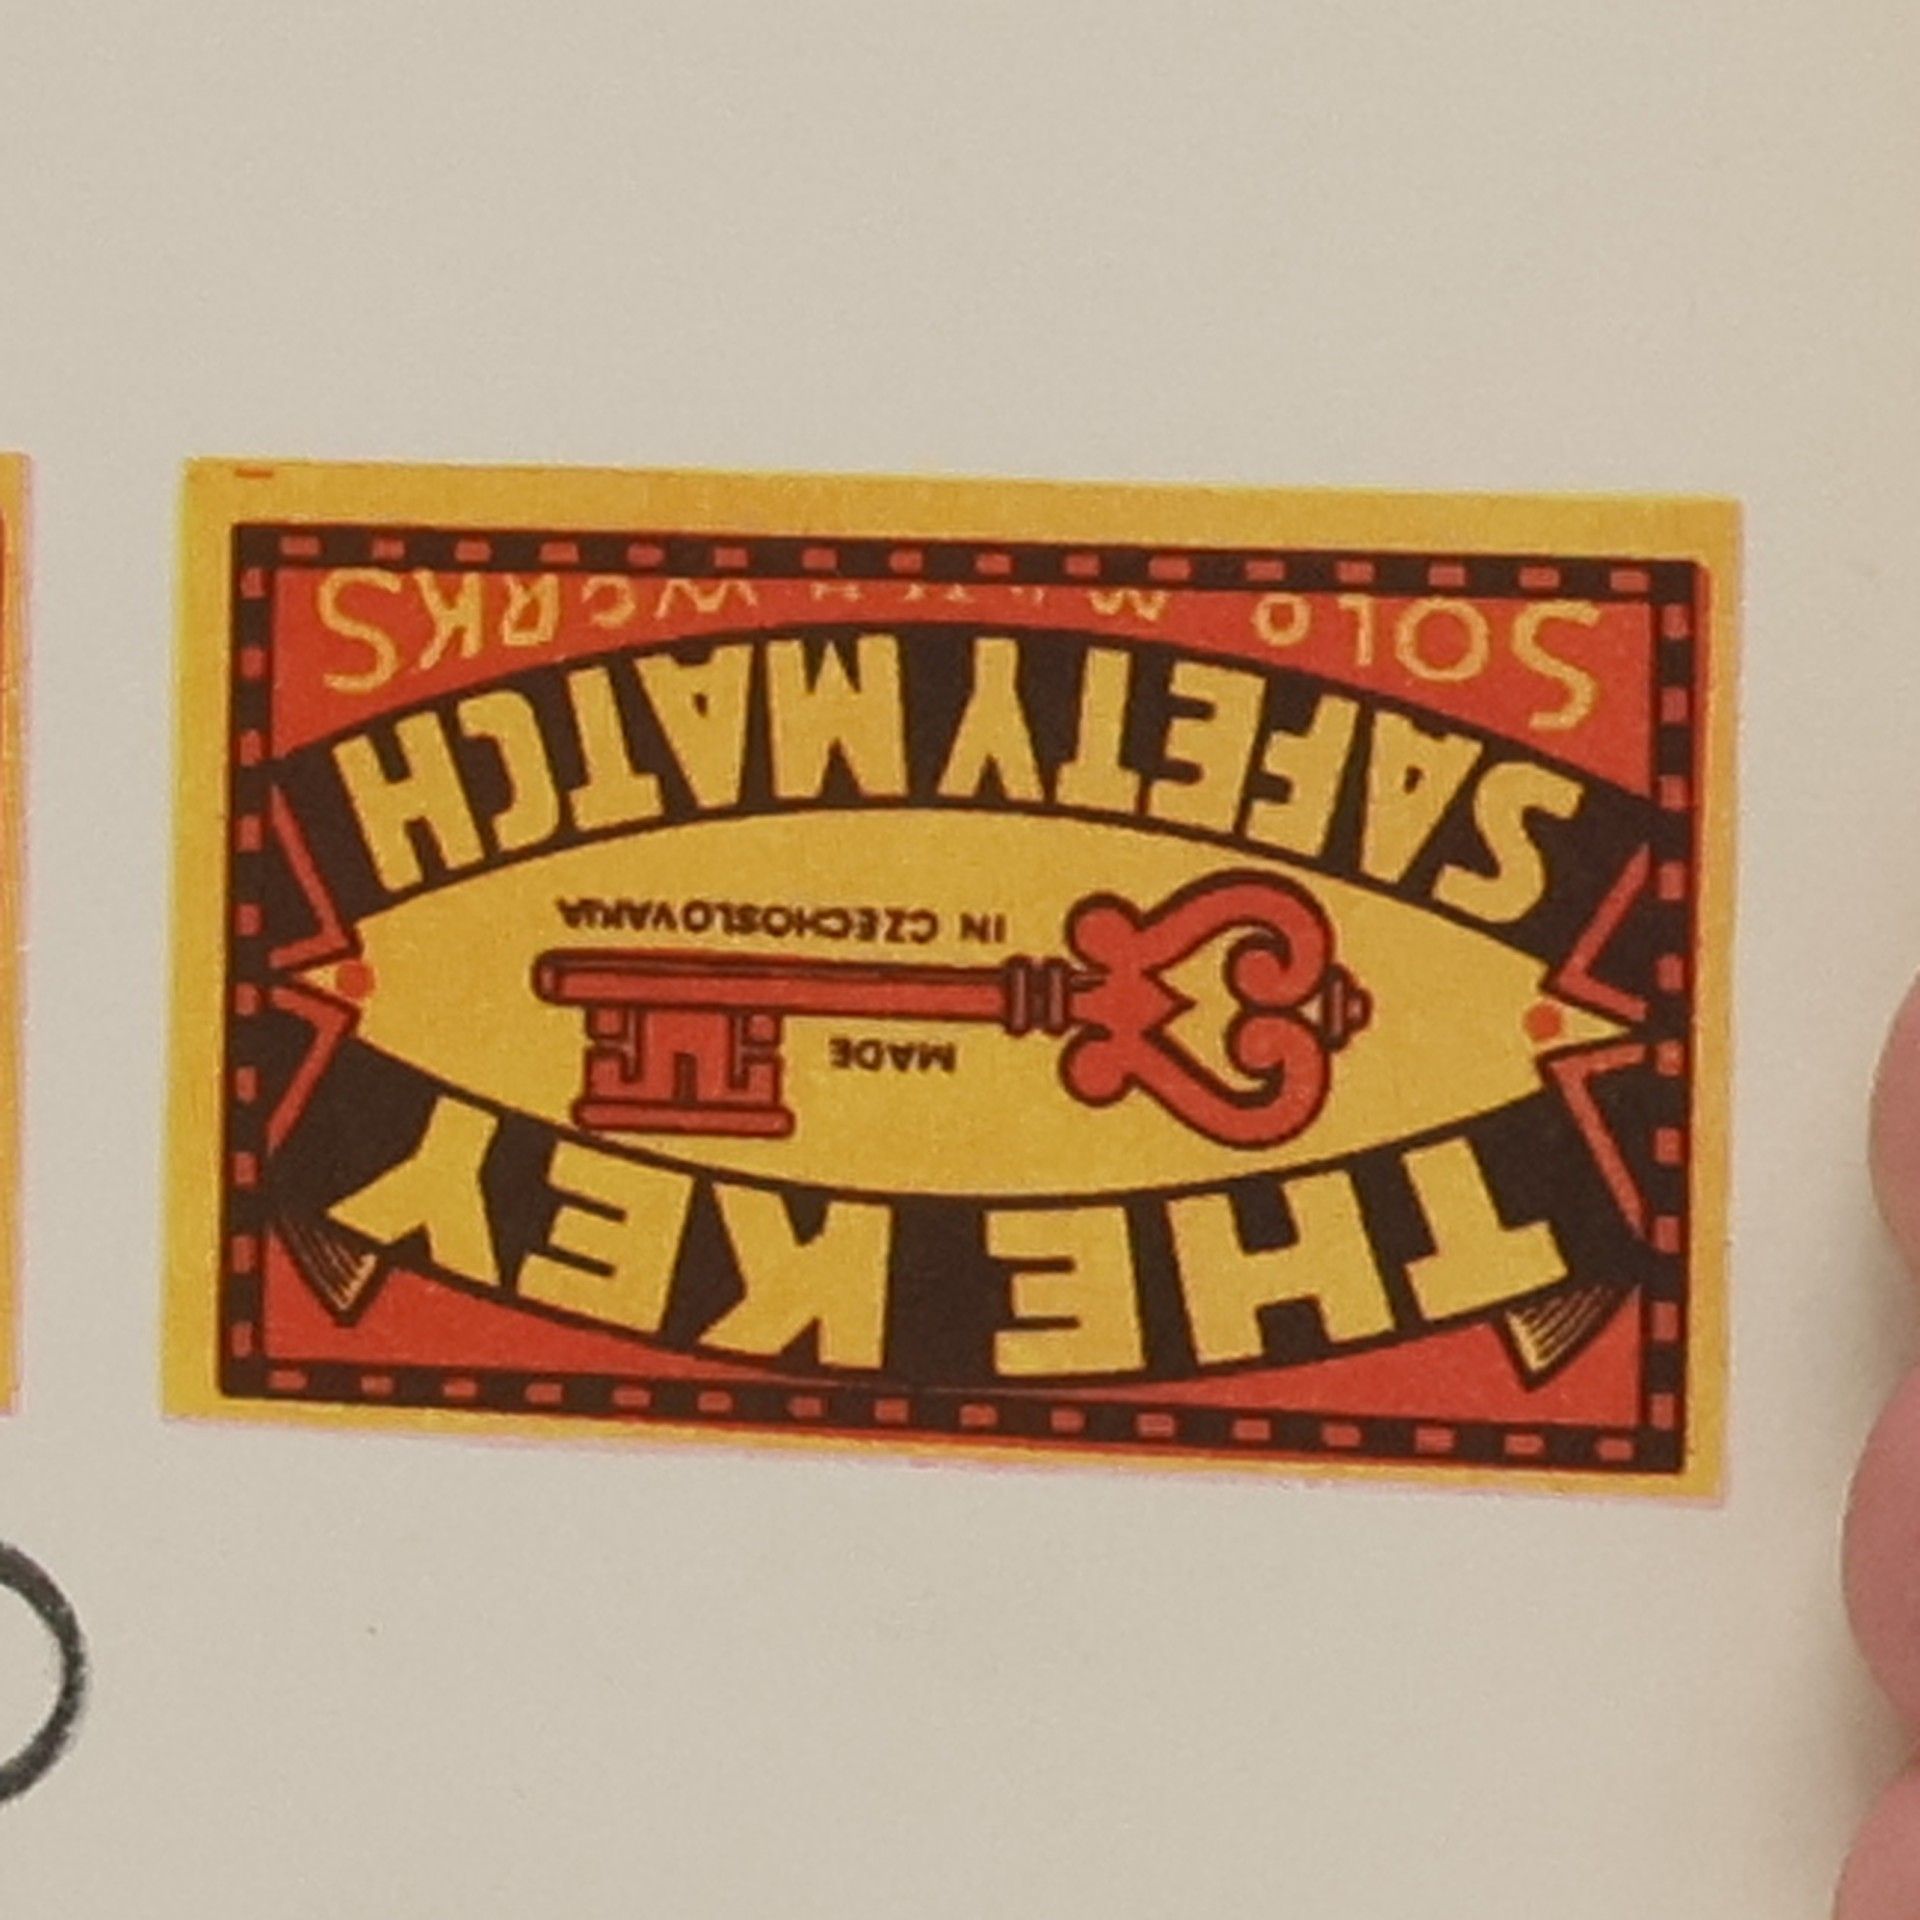 THE KEY
MADE
IN CZECHOSLOVAKIA
SAFETY MATCH
SOLO MATCH WORKS